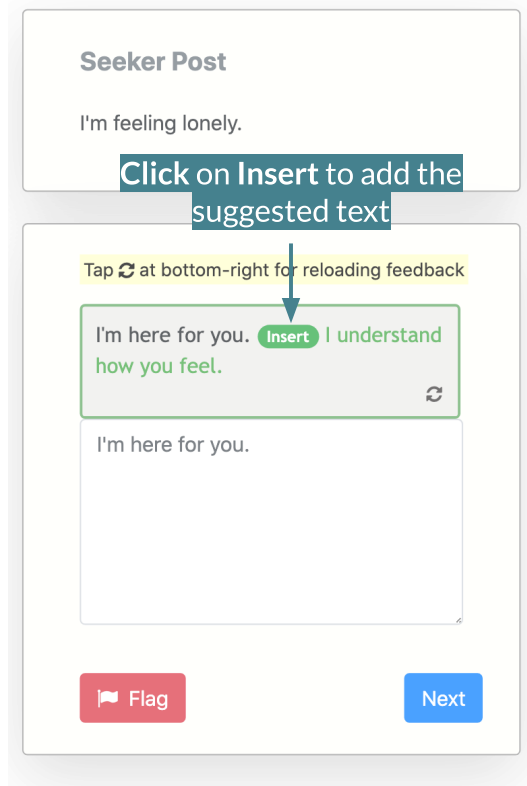 Seeker Post
I'm feeling lonely.
Click on Insert to add the
suggested text
Tap at bottom-right for reloading feedback
I'm here for you. Insert I understand
how you feel.
I'm here for you.
Flag
Next